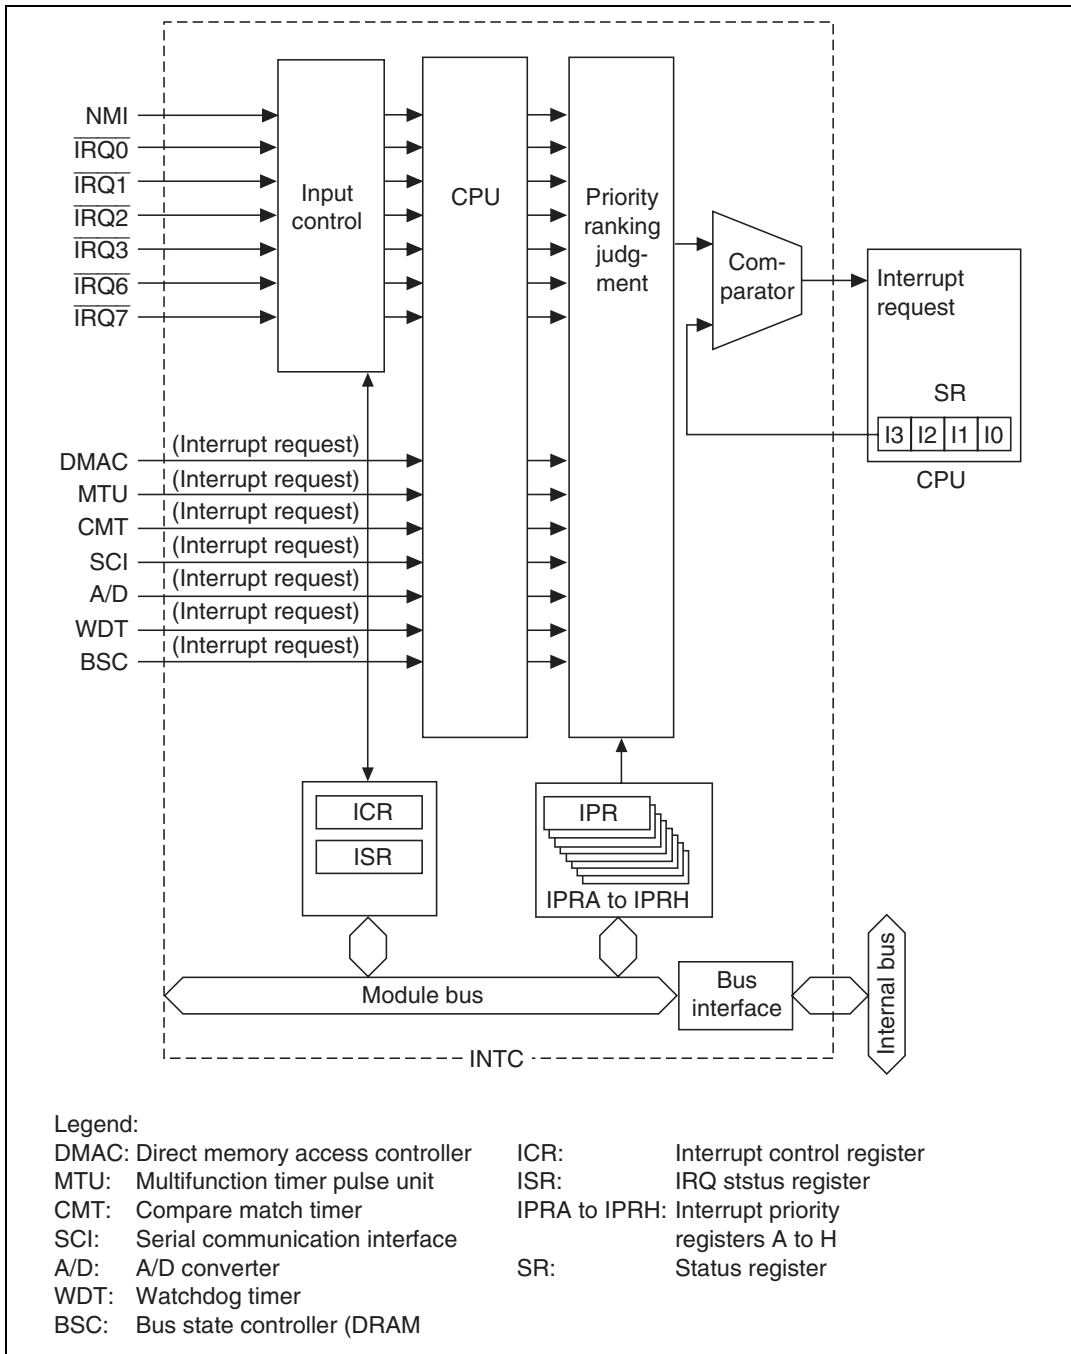 NMI
IRQ0
IRQ1
IRQ2
IRQ3
IRQ6
IRQ7
Input
control
CPU
Priority
ranking
judg-
ment
Com-
parator
Interrupt
request
SR
I3 I2 I1 I0
CPU
DMAC
(Interrupt request)
MTU
(Interrupt request)
CMT
(Interrupt request)
SCI
(Interrupt request)
A/D
(Interrupt request)
WDT
(Interrupt request)
BSC
(Interrupt request)
ICR
ISR
IPR
IPRA to IPRH
Module bus
Bus
interface
Internal bus
INTC
Legend:
DMAC: Direct memory access controller
MTU: Multifunction timer pulse unit
CMT: Compare match timer
SCI: Serial communication interface
A/D: A/D converter
WDT: Watchdog timer
BSC: Bus state controller (DRAM
ICR: Interrupt control register
ISR: IRQ ststus register
IPRA to IPRH: Interrupt priority
registers A to H
SR: Status register